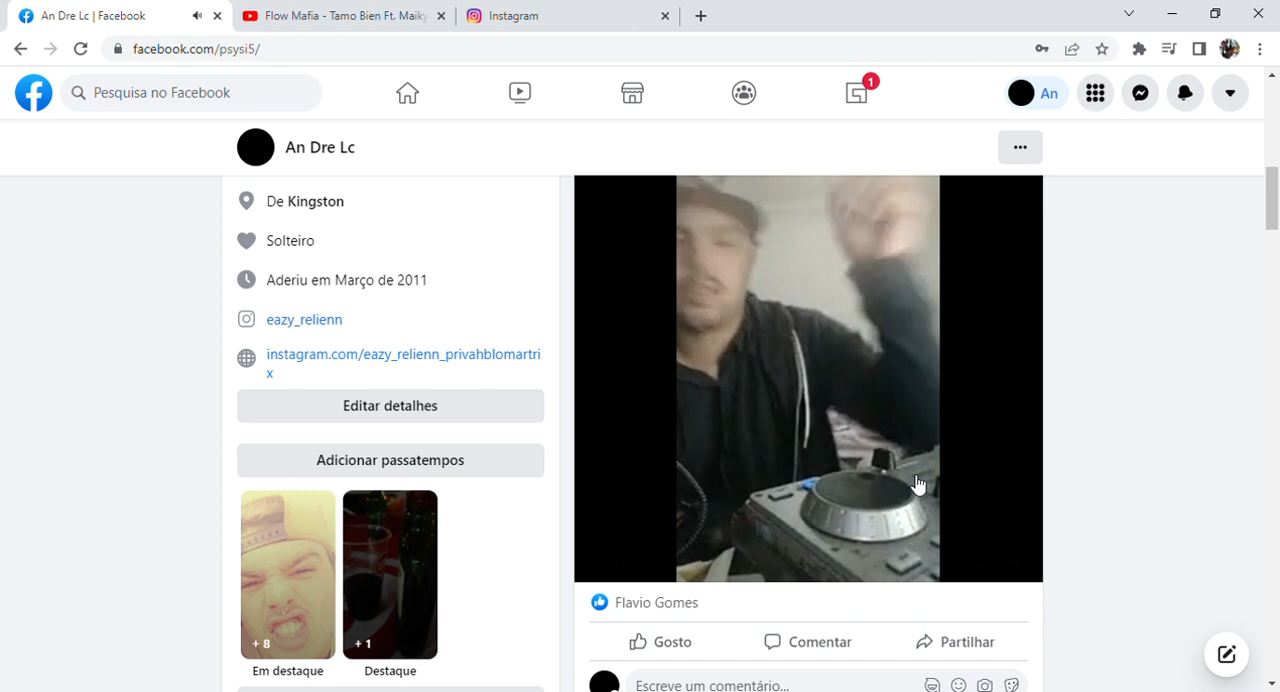 An Dre Lc | Facebook
Flow Mafia - Tamo Bien Ft. Maiky
Instagram
facebook.com/psysi5/
Pesquisa no Facebook
1
An
An Dre Lc
De Kingston
Solteiro
Aderiu em Março de 2011
eazy_relienn
instagram.com/eazy_relienn_privahblomartri
x
Editar detalhes
Adicionar passatempos
+ 8
+ 1
Em destaque
Destaque
Flavio Gomes
Gosto
Comentar
Partilhar
Escreve um comentário...